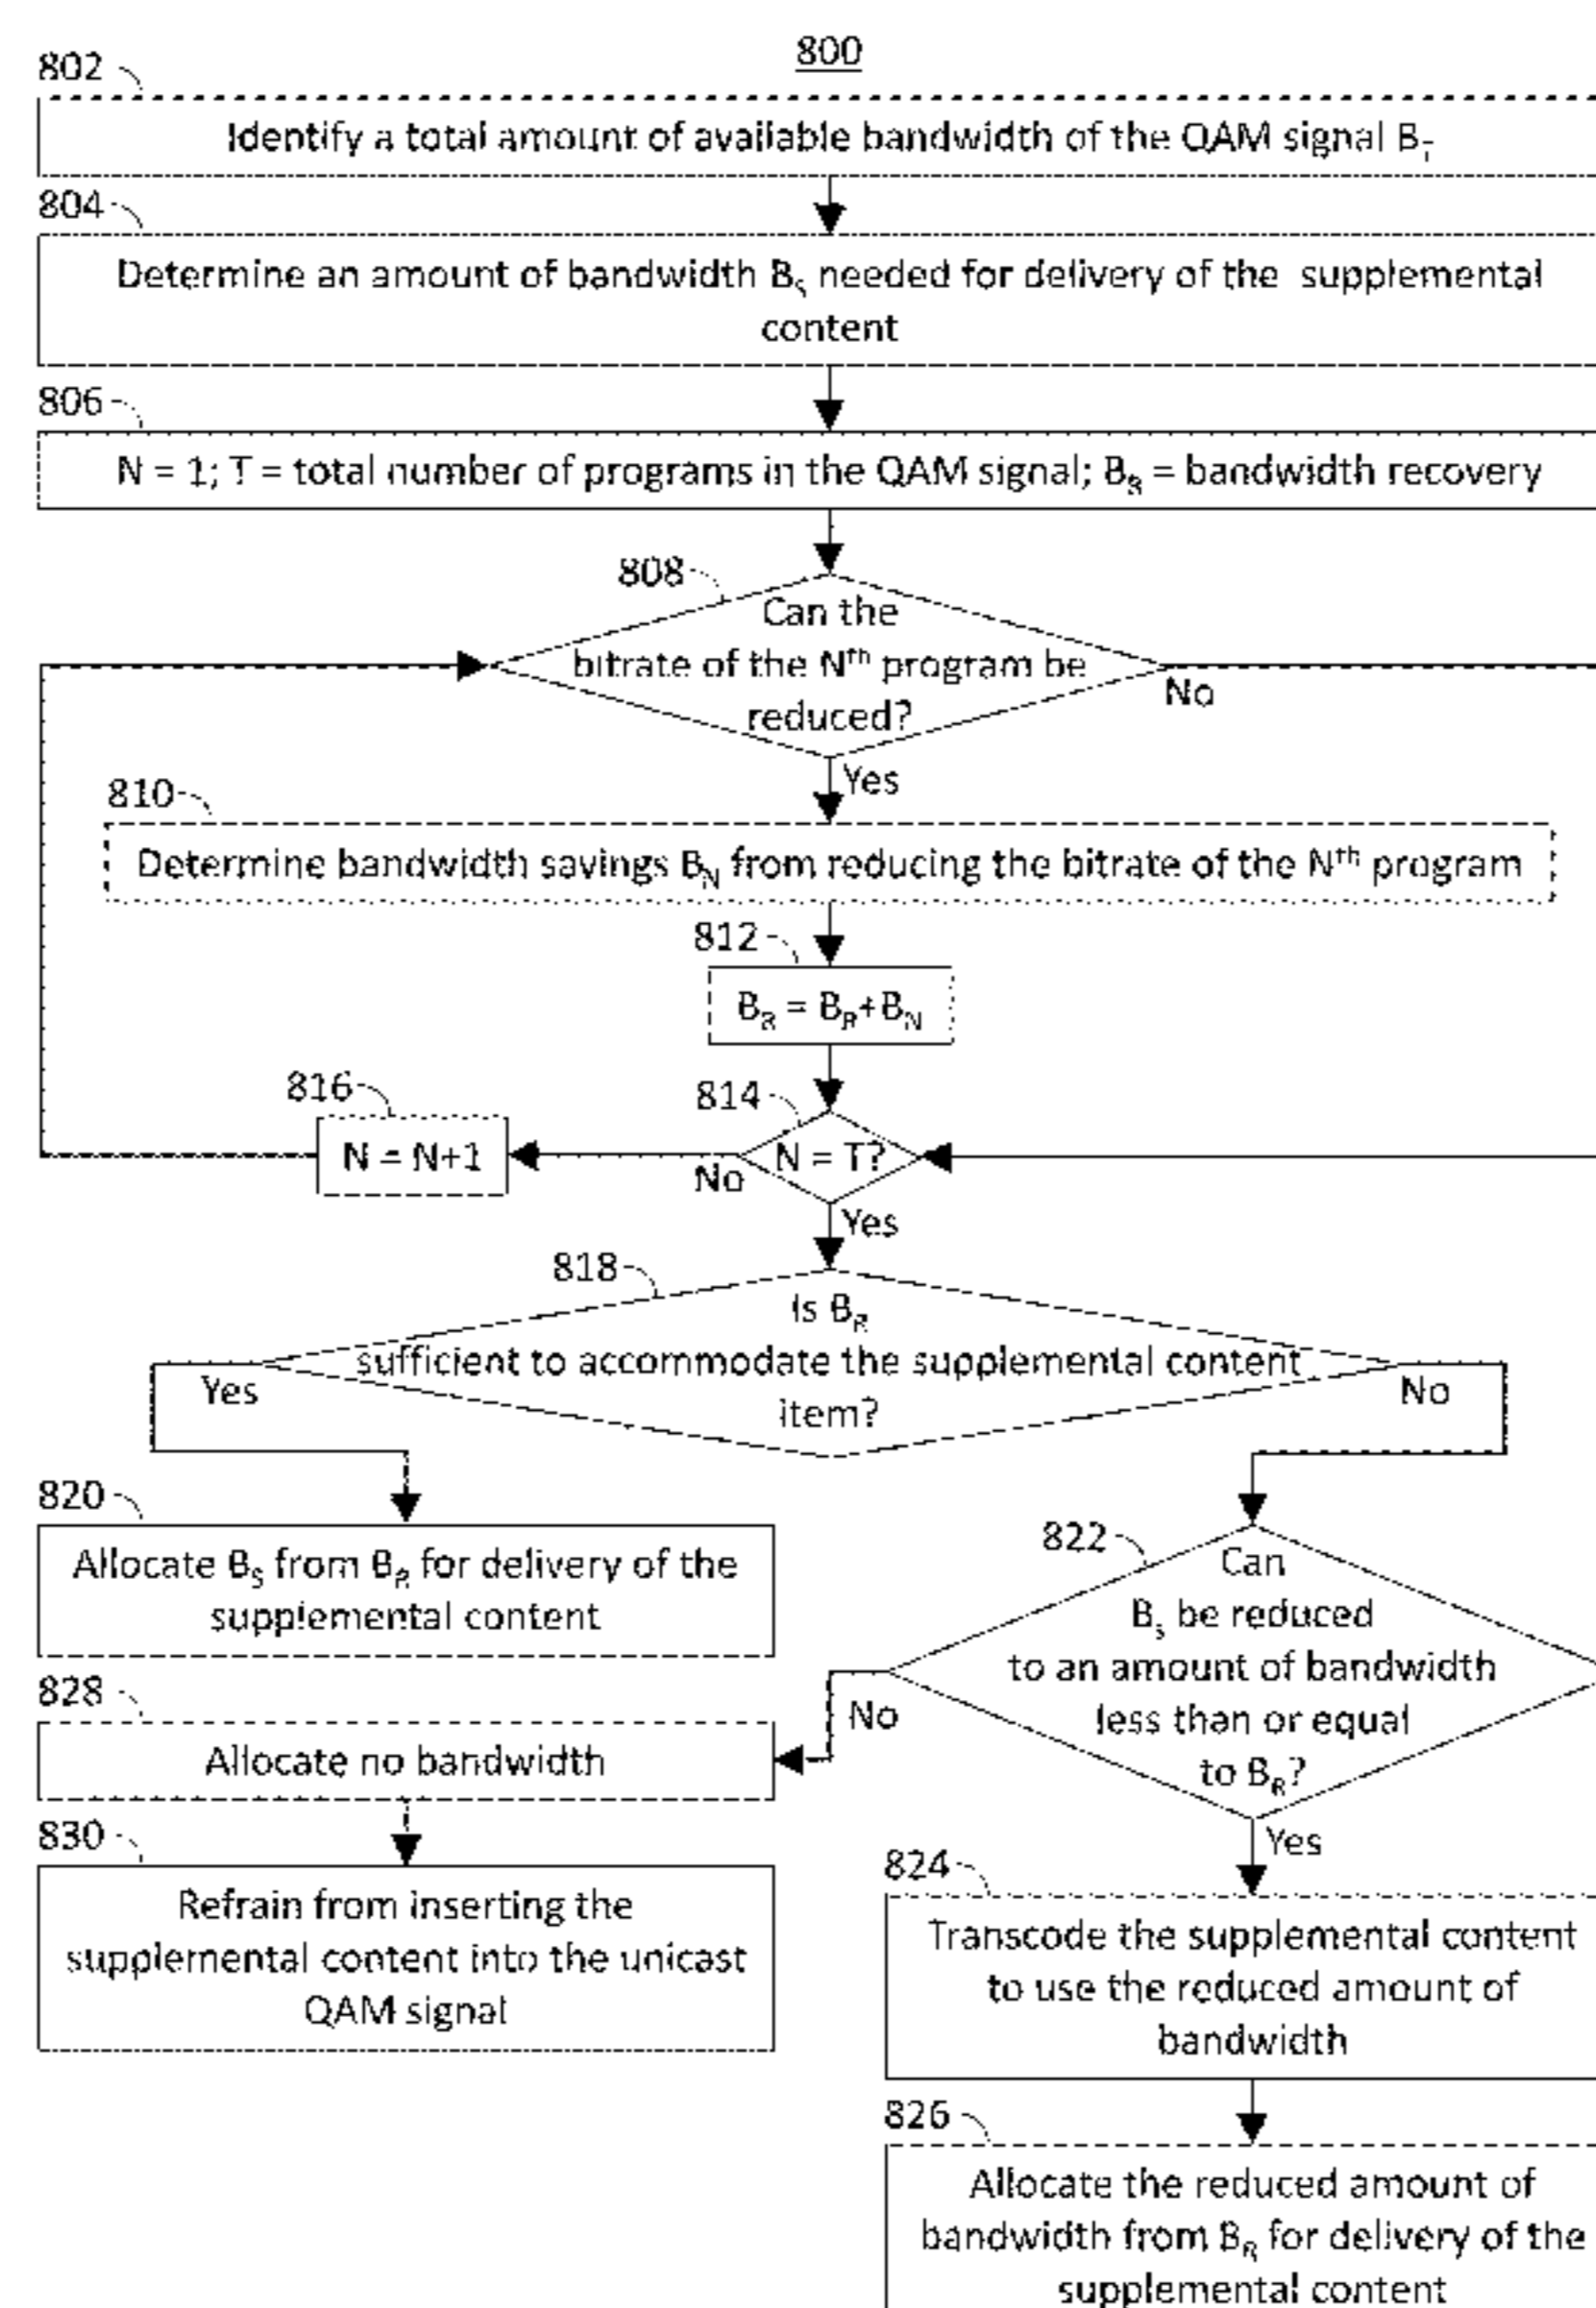 800
802
Identify a total amount of available bandwidth of the QAM signal B_T
804
Determine an amount of bandwidth B_S needed for delivery of the supplemental
content
806
N = 1; T = total number of programs in the QAM signal; B_R = bandwidth recovery
808
Can the
bitrate of the Nth program be
reduced?
No
Yes
810
Determine bandwidth savings B_N from reducing the bitrate of the Nth program
812
B_R = B_R+B_N
816
814
N = N+1
N = T?
No
Yes
818
Is B_R
sufficient to accommodate the supplemental content
item?
Yes
No
820
Allocate B_S from B_R for delivery of the
supplemental content
822
Can
B_S be reduced
to an amount of bandwidth
less than or equal
to B_R?
No
Yes
828
Allocate no bandwidth
830
Refrain from inserting the
supplemental content into the unicast
QAM signal
824
Transcode the supplemental content
to use the reduced amount of
bandwidth
826
Allocate the reduced amount of
bandwidth from B_R for delivery of the
supplemental content